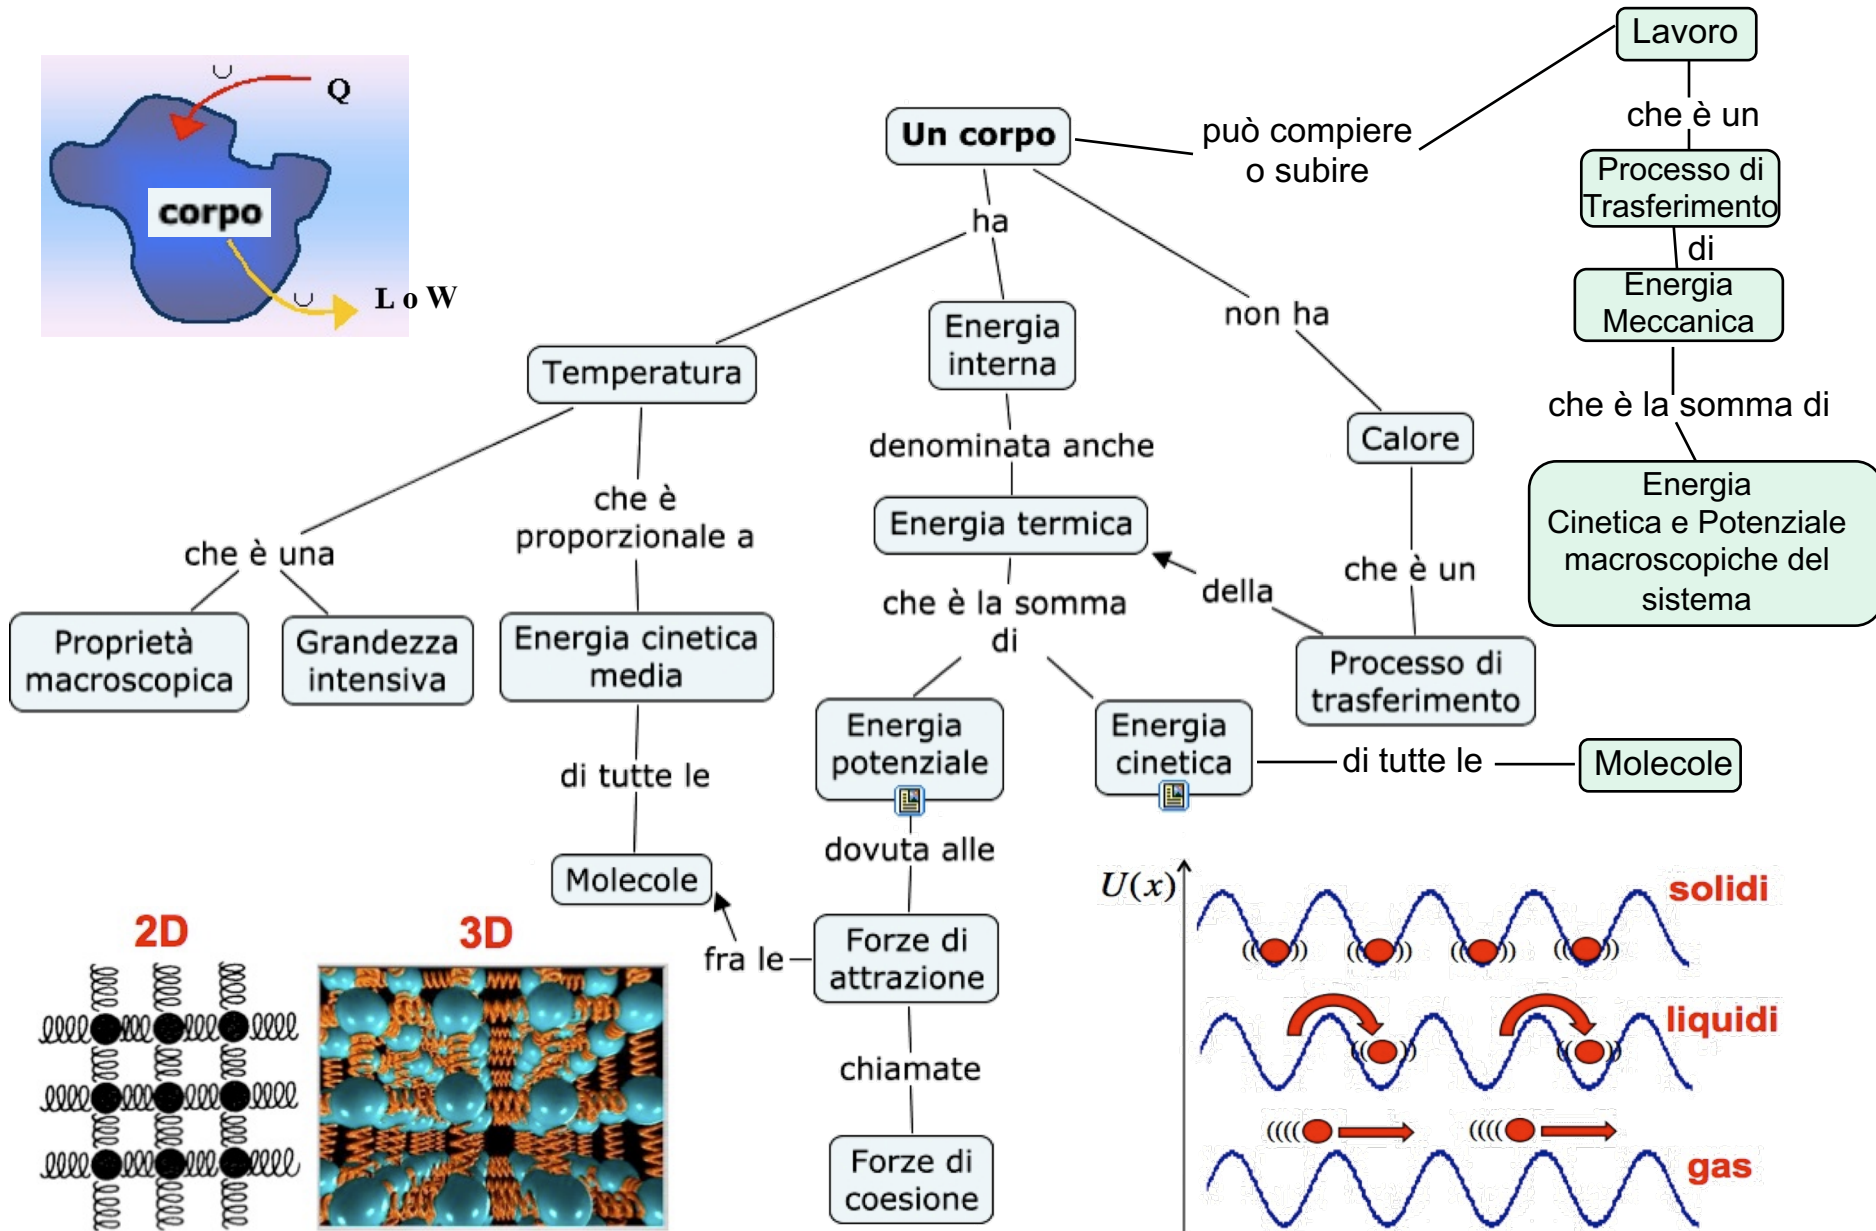 Q
corpo
L o W
Un corpo
può compiere
o subire
Lavoro
che è un
Processo di
Trasferimento
di
Energia
Meccanica
che è la somma di
Energia
Cinetica e Potenziale
macroscopiche del
sistema
ha
non ha
Temperatura
Energia
interna
Calore
denominata anche
Energia termica
che è una
che è
proporzionale a
che è la somma
di
della
che è un
Proprietà
macroscopica
Grandezza
intensiva
Energia cinetica
media
Energia
potenziale
Energia
cinetica
Processo di
trasferimento
di tutte le
Molecole
di tutte le
Molecole
dovuta alle
fra le
Forze di
attrazione
chiamate
Forze di
coesione
2D
3D
U(x)
solidi
liquidi
gas